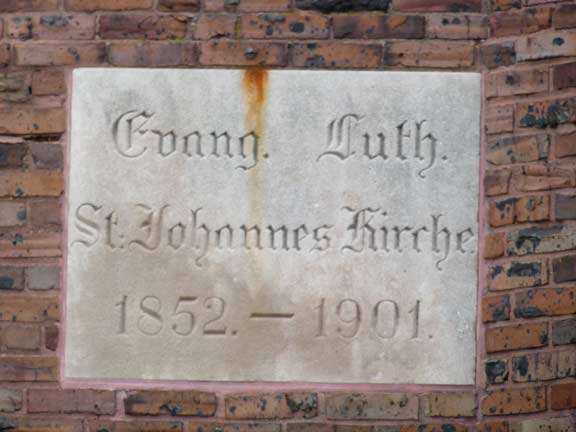 Evang. Luth.
St. Johannes Kirche.
1852. — 1901.